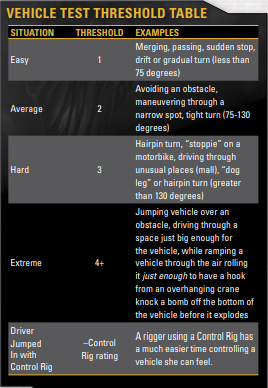 VEHICLE TEST THRESHOLD TABLE
SITUATION THRESHOLD EXAMPLES
Easy 1 Merging, passing, sudden stop,
drift or gradual turn (less than
75 degrees)
Average 2 Avoiding an obstacle,
maneuvering through a
narrow spot, tight turn (75-130
degrees)
Hard 3 Hairpin turn, "stoppie" on a
motorbike, driving through
unusual places (mall), "dog
leg" or hairpin turn (greater
than 130 degrees)
Extreme 4+ Jumping vehicle over an
obstacle, driving through a
space just big enough for
the vehicle, while ramping a
vehicle through the air rolling
it just enough to have a hook
from an overhanging crane
knock a bomb off the bottom of
the vehicle before it explodes
Driver
Jumped
In with
Control
Rig
–Control
Rig rating
A rigger using a Control Rig has
a much easier time controlling a
vehicle she can feel.